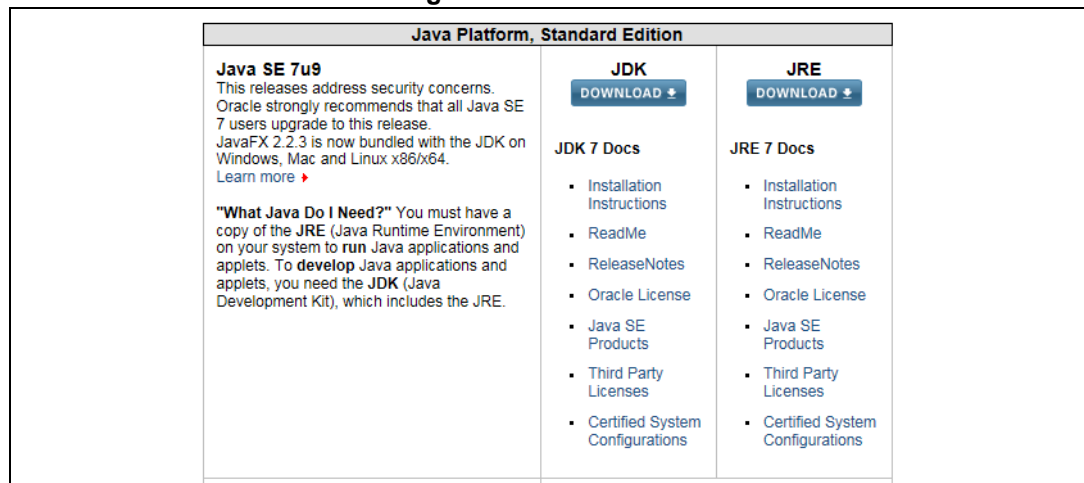 Java Platform, Standard Edition
Java SE 7u9
This releases address security concerns.
Oracle strongly recommends that all Java SE
7 users upgrade to this release.
JavaFX 2.2.3 is now bundled with the JDK on
Windows, Mac and Linux x86/x64.
Learn more
"What Java Do I Need?" You must have a
copy of the JRE (Java Runtime Environment)
on your system to run Java applications and
applets. To develop Java applications and
applets, you need the JDK (Java
Development Kit), which includes the JRE.
JDK
DOWNLOAD
JDK 7 Docs
Installation
Instructions
ReadMe
ReleaseNotes
Oracle License
Java SE
Products
Third Party
Licenses
Certified System
Configurations
JRE
DOWNLOAD
JRE 7 Docs
Installation
Instructions
ReadMe
ReleaseNotes
Oracle License
Java SE
Products
Third Party
Licenses
Certified System
Configurations